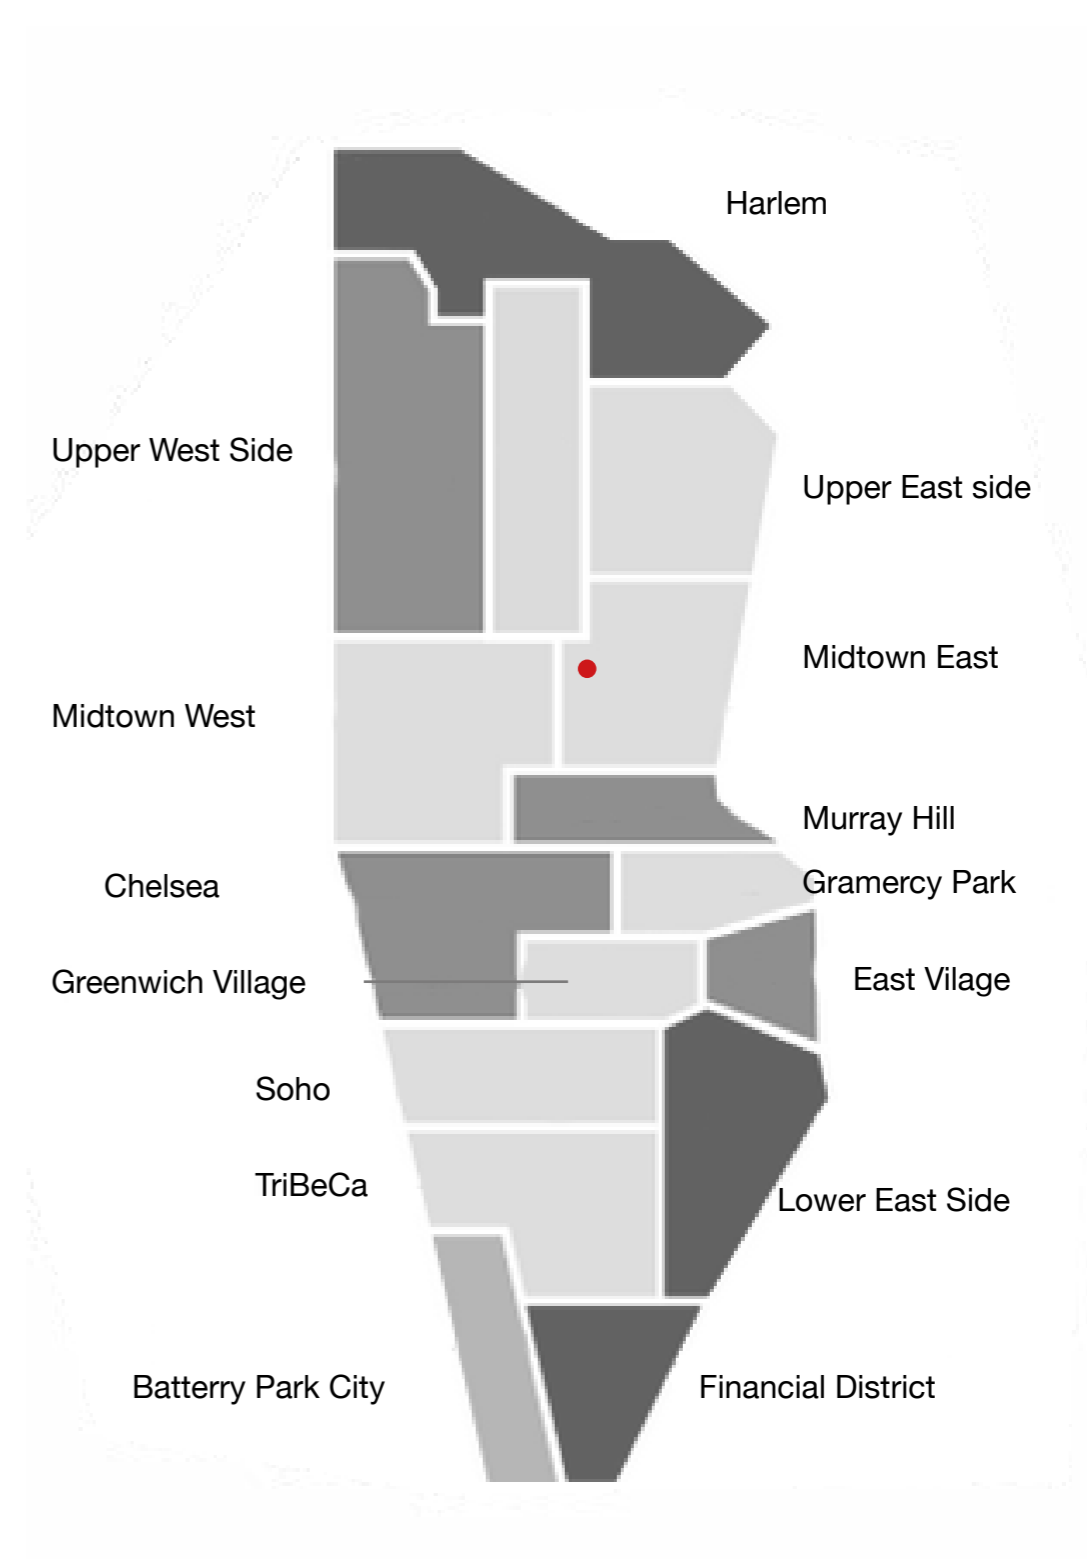 Harlem
Upper West Side
Upper East side
Midtown East
Midtown West
Murray Hill
Chelsea
Gramercy Park
Greenwich Village
East Vilage
Soho
TriBeCa
Lower East Side
Batterry Park City
Financial District